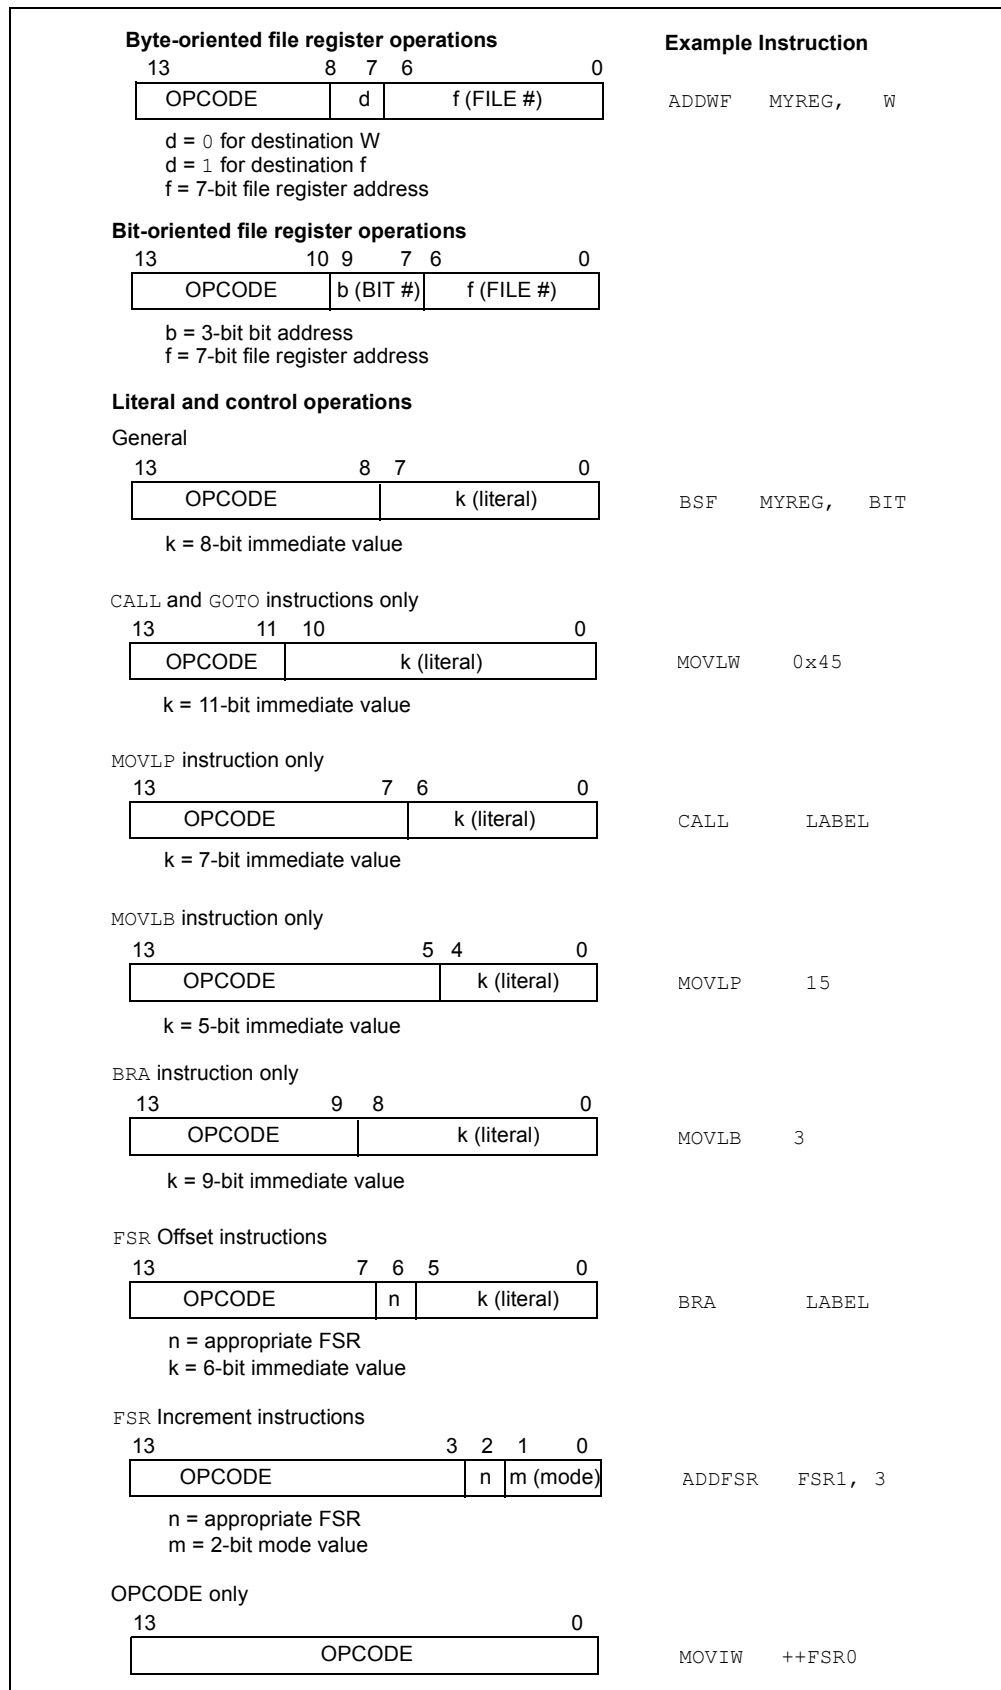 Byte-oriented file register operations Example Instruction
13 8 7 6 0
OPCODE d f (FILE #) ADDWF MYREG, W
d = 0 for destination W
d = 1 for destination f
f = 7-bit file register address
Bit-oriented file register operations
13 10 9 7 6 0
OPCODE b (BIT #) f (FILE #)
b = 3-bit bit address
f = 7-bit file register address
Literal and control operations
General
13 8 7 0
OPCODE k (literal) BSF MYREG, BIT
k = 8-bit immediate value
CALL and GOTO instructions only
13 11 10 0
OPCODE k (literal) MOVLW 0x45
k = 11-bit immediate value
MOVLP instruction only
13 7 6 0
OPCODE k (literal) CALL LABEL
k = 7-bit immediate value
MOVLB instruction only
13 5 4 0
OPCODE k (literal) MOVLP 15
k = 5-bit immediate value
BRA instruction only
13 9 8 0
OPCODE k (literal) MOVLB 3
k = 9-bit immediate value
FSR Offset instructions
13 7 6 5 0
OPCODE n k (literal) BRA LABEL
n = appropriate FSR
k = 6-bit immediate value
FSR Increment instructions
13 3 2 1 0
OPCODE n m (mode) ADDFSR FSR1, 3
n = appropriate FSR
m = 2-bit mode value
OPCODE only
13 0
OPCODE MOVIW ++FSR0